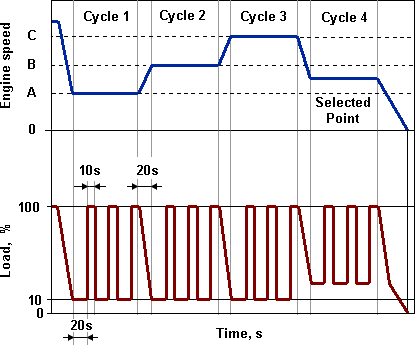 Cycle 1 Cycle 2 Cycle 3 Cycle 4
Engine speed
C
B
A
0
Selected
Point
10s 20s
Load, %
100
10
0
20s
Time, s